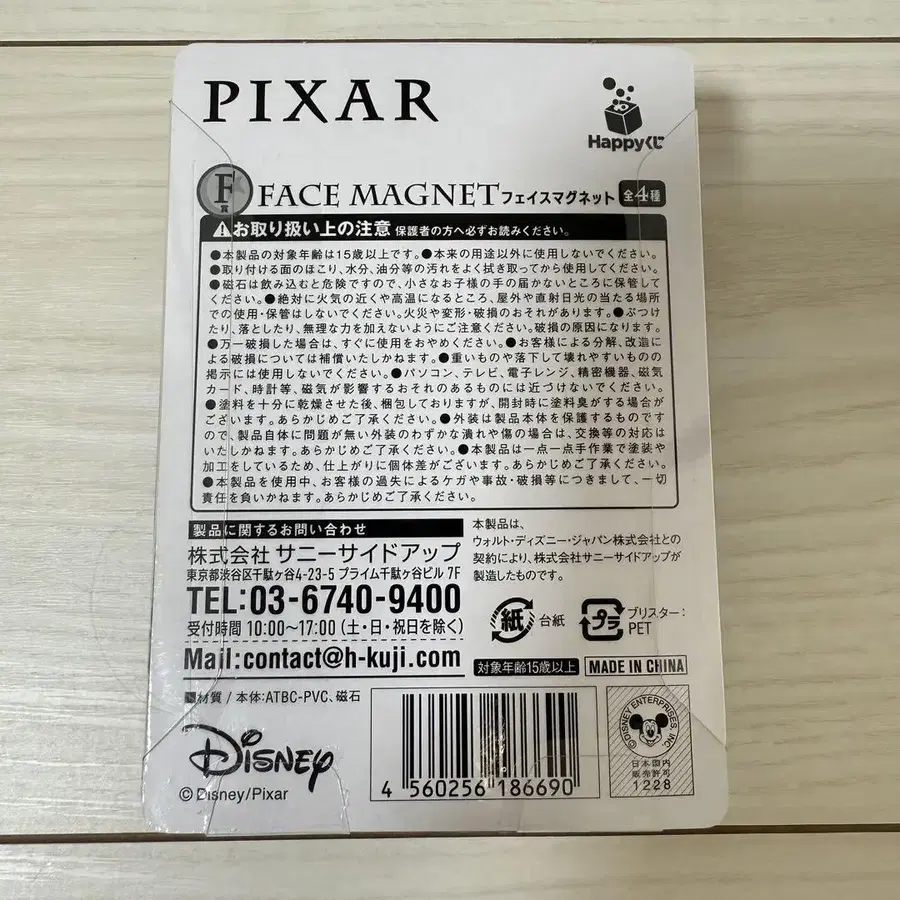 PIXAR
Happyくじ
F賞 FACE MAGNET フェイスマグネット 全4種
お取り扱い上の注意 保護者の方へ必ずお読みください。
●本製品の対象年齢は15歳以上です。●本来の用途以外に使用しないでください。
●取り付ける面のほこり、水分、油分等の汚れをよく拭き取ってから使用してください。
●磁石は飲み込むと危険ですので、小さなお子様の手の届かないところに保管して
ください。●絶対に火気の近くや高温になるところ、屋外や直射日光の当たる場所
での使用・保管はしないでください。火災や変形・破損のおそれがあります。●ぶつけ
たり、落としたり、無理な力を加えないようにご注意ください。破損の原因になります。
●万一破損した場合は、すぐに使用をおやめください。●お客様による分解、改造に
よる破損については補償いたしかねます。●重いものや落下して壊れやすいものの
掲示には使用しないでください。●パソコン、テレビ、電子レンジ、精密機器、磁気
カード、時計等、磁気が影響するおそれのあるものには近づけないでください。
●塗料を十分に乾燥させた後、梱包しておりますが、開封時に塗料臭がする場合が
ございます。あらかじめご了承ください。●外装は製品本体を保護するものです
ので、製品自体に問題が無い外装のわずかな潰れや傷の場合は、交換等の対応は
いたしかねます。あらかじめご了承ください。●本製品は一点一点手作業で塗装や
加工をしているため、仕上がりに個体差がございます。あらかじめご了承ください。
●本製品を使用中、お客様の過失によるケガや事故・破損等につきまして、一切
責任を負いかねます。あらかじめご了承ください。
製品に関するお問い合わせ
株式会社 サニーサイドアップ
東京都渋谷区千駄ヶ谷4-23-5 プライム千駄ヶ谷ビル 7F
TEL:03-6740-9400
受付時間 10:00～17:00 (土・日・祝日を除く)
Mail:contact@h-kuji.com
本製品は、
ウォルト・ディズニー・ジャパン株式会社との
契約により、株式会社サニーサイドアップが
製造したものです。
紙 台紙
プラ ブリスター:
PET
対象年齢15歳以上
MADE IN CHINA
■材質 / 本体:ATBC-PVC、磁石
Disney
© Disney/Pixar
4 560256 186690
©DISNEY ENTERPRISES, INC.
日本国内
販売許可
1228